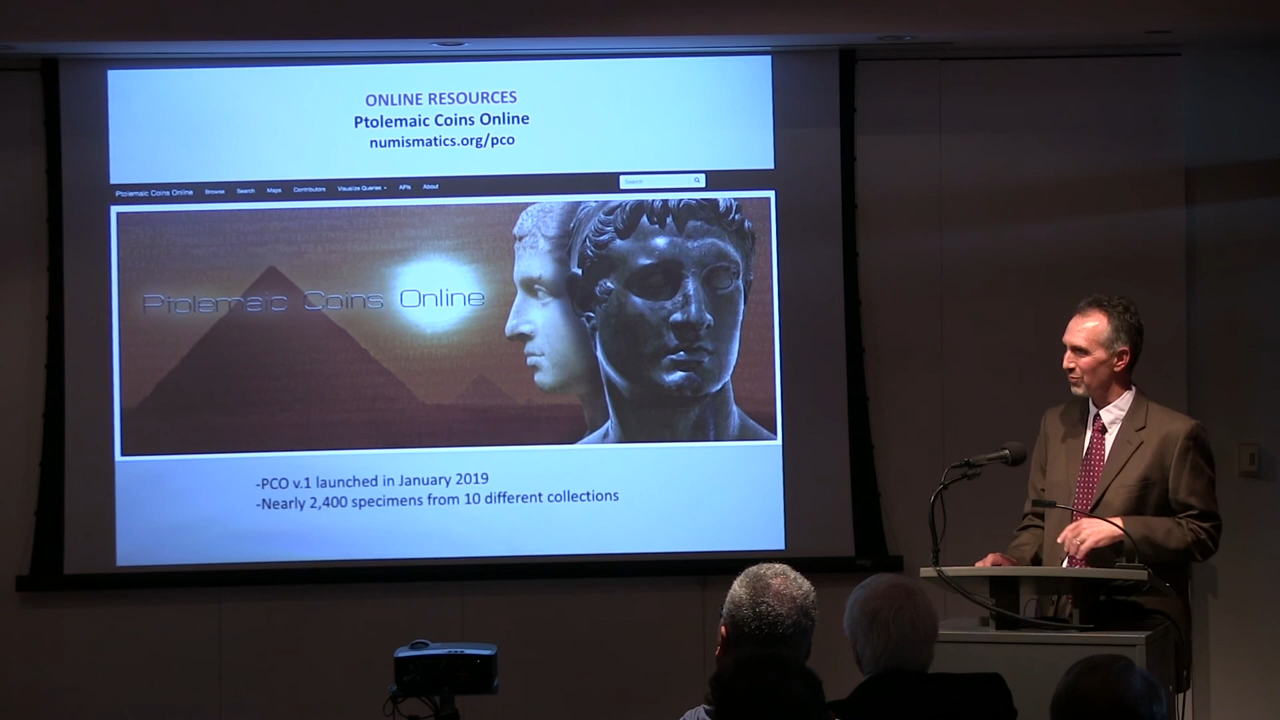 ONLINE RESOURCES
Ptolemaic Coins Online
numismatics.org/pco
Ptolemaic Coins Online Browse Search Maps Contributors Visualize Queries APIs About Search
Ptolemaic Coins Online
-PCO v.1 launched in January 2019
-Nearly 2,400 specimens from 10 different collections